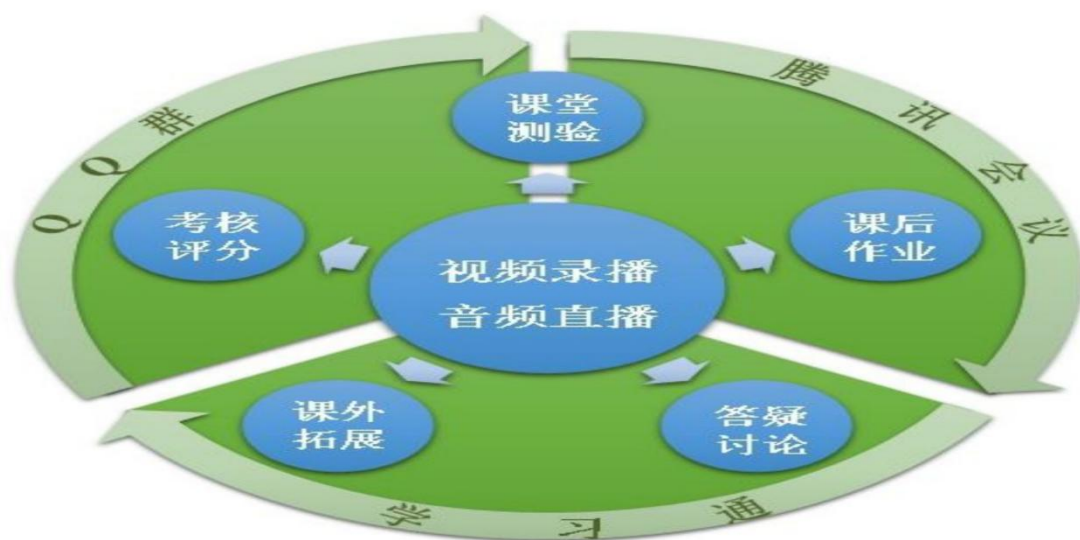 QQ群
腾讯会议
课堂
测验
考核
评分
课后
作业
视频录播
音频直播
课外
拓展
答疑
讨论
学习通